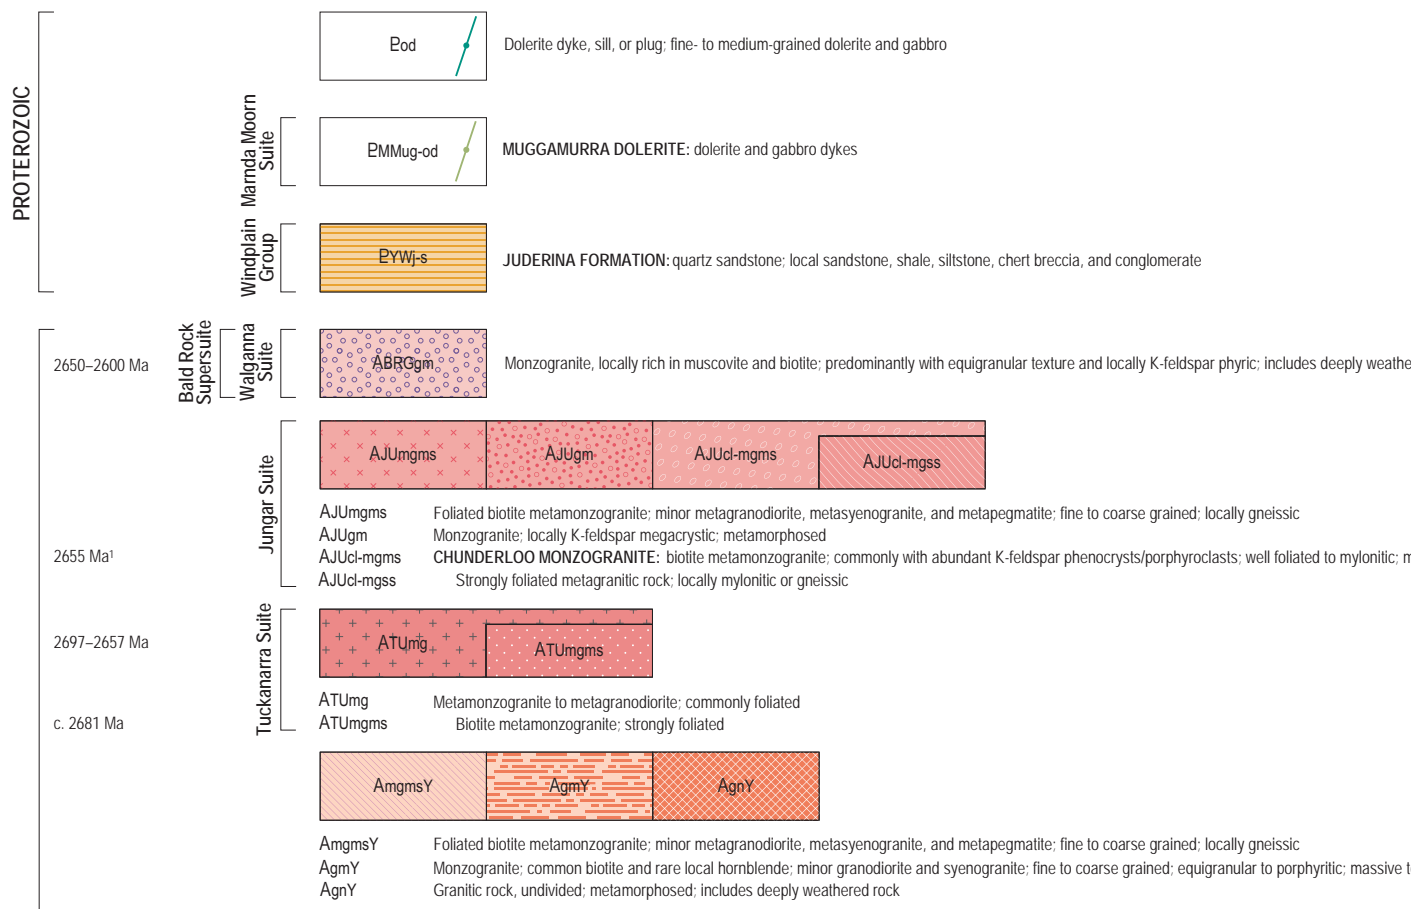 PROTEROZOIC
Ꝑod
Dolerite dyke, sill, or plug; fine- to medium-grained dolerite and gabbro
Marnda Moorn
Suite
ꝐMMug-od
MUGGAMURRA DOLERITE: dolerite and gabbro dykes
Windplain
Group
ꝐYWj-s
JUDERINA FORMATION: quartz sandstone; local sandstone, shale, siltstone, chert breccia, and conglomerate
2650–2600 Ma
Bald Rock
Supersuite
Walganna
Suite
ABRGgm
Monzogranite, locally rich in muscovite and biotite; predominantly with equigranular texture and locally K-feldspar phyric; includes deeply weathe
Jungar Suite
AJUmgms
AJUgm
AJUcl-mgms
AJUcl-mgss
AJUmgms Foliated biotite metamonzogranite; minor metagranodiorite, metasyenogranite, and metapegmatite; fine to coarse grained; locally gneissic
AJUgm Monzogranite; locally K-feldspar megacrystic; metamorphosed
2655 Ma¹
AJUcl-mgms CHUNDERLOO MONZOGRANITE: biotite metamonzogranite; commonly with abundant K-feldspar phenocrysts/porphyroclasts; well foliated to mylonitic; m
AJUcl-mgss Strongly foliated metagranitic rock; locally mylonitic or gneissic
2697–2657 Ma
Tuckanarra Suite
ATUmg
ATUmgms
ATUmg Metamonzogranite to metagranodiorite; commonly foliated
c. 2681 Ma
ATUmgms Biotite metamonzogranite; strongly foliated
AmgmsY
AgmY
AgnY
AmgmsY Foliated biotite metamonzogranite; minor metagranodiorite, metasyenogranite, and metapegmatite; fine to coarse grained; locally gneissic
AgmY Monzogranite; common biotite and rare local hornblende; minor granodiorite and syenogranite; fine to coarse grained; equigranular to porphyritic; massive t
AgnY Granitic rock, undivided; metamorphosed; includes deeply weathered rock